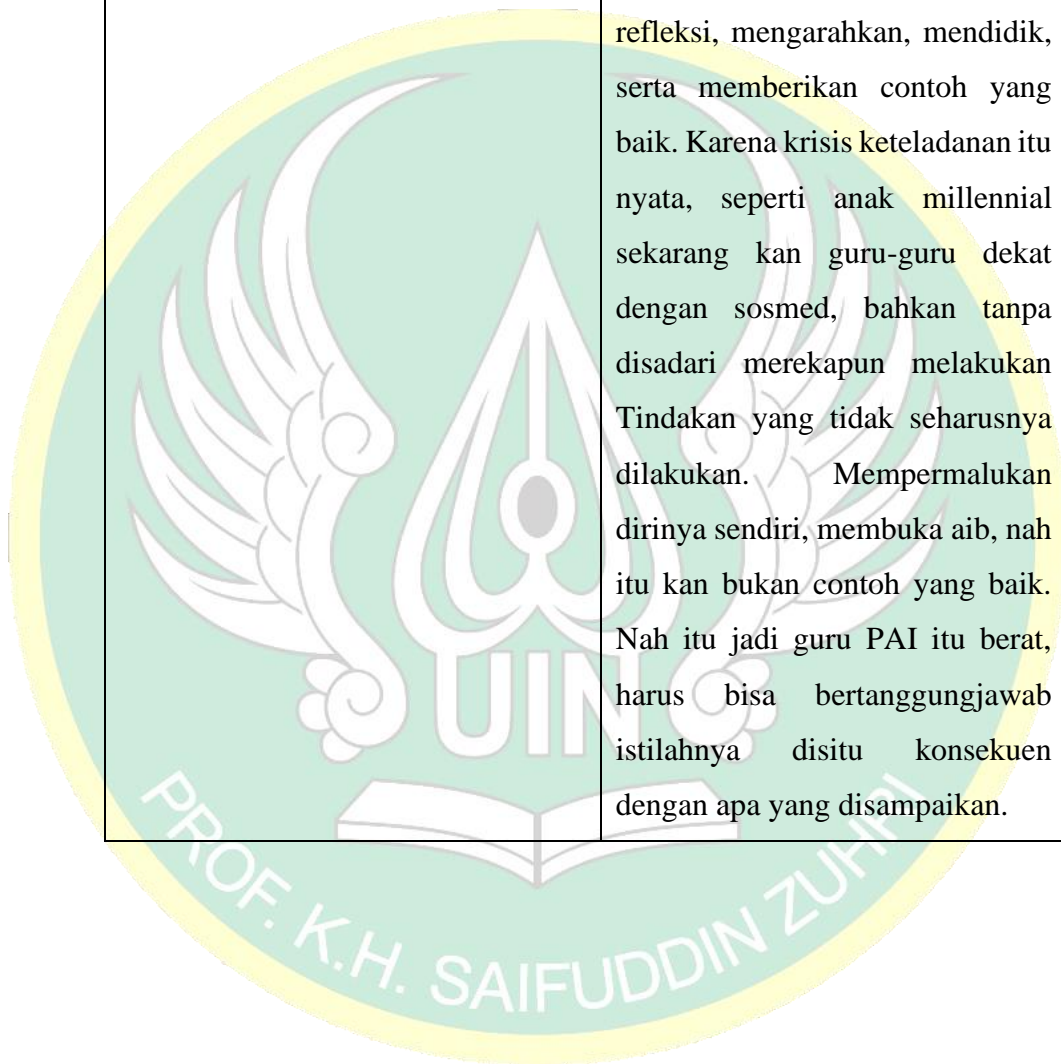 refleksi, mengarahkan, mendidik,
serta memberikan contoh yang
baik. Karena krisis keteladanan itu
nyata, seperti anak millennial
sekarang kan guru-guru dekat
dengan sosmed, bahkan tanpa
disadari merekapun melakukan
Tindakan yang tidak seharusnya
dilakukan. Mempermalukan
dirinya sendiri, membuka aib, nah
itu kan bukan contoh yang baik.
Nah itu jadi guru PAI itu berat,
harus bisa bertanggungjawab
istilahnya disitu konsekuen
dengan apa yang disampaikan.
UIN
PROF. K.H. SAIFUDDIN ZUHRI